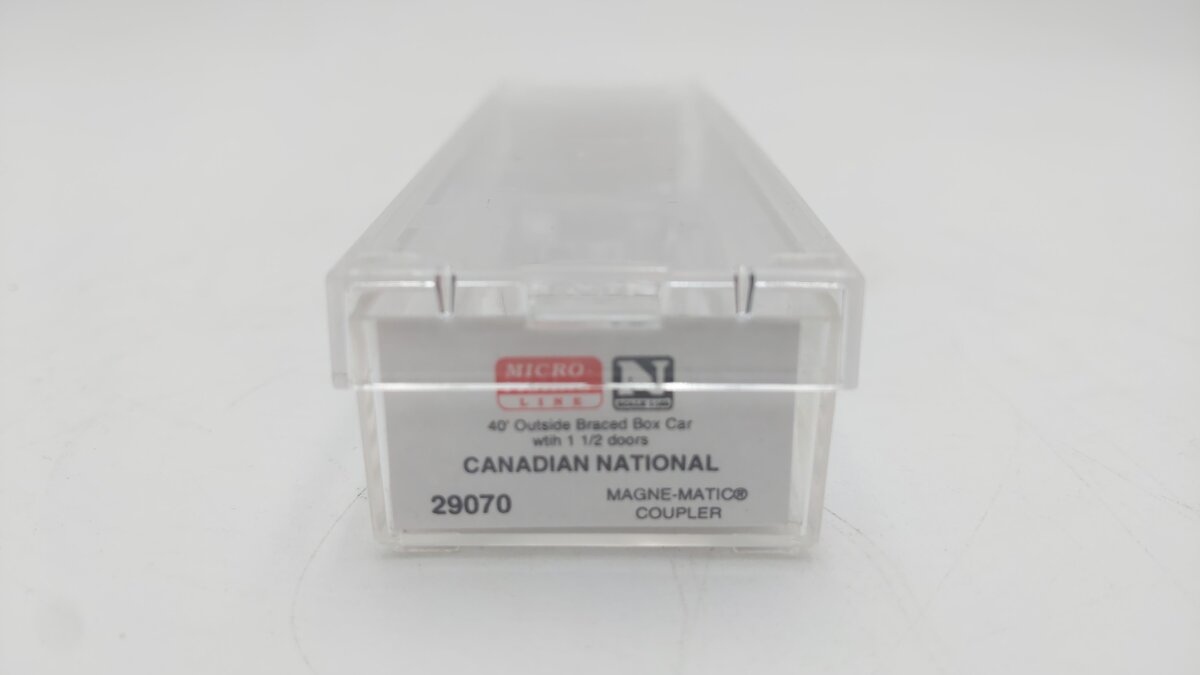 MICRO-
LINE
N
40' Outside Braced Box Car
wtih 1 1/2 doors
CANADIAN NATIONAL
29070
MAGNE-MATIC®
COUPLER